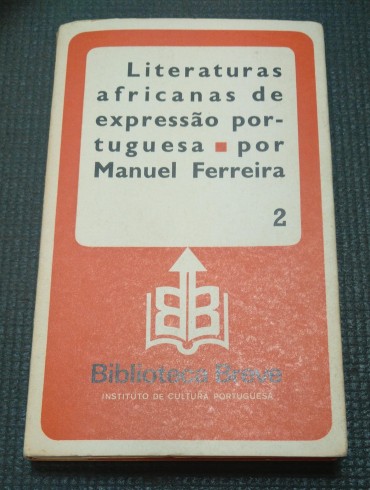 Literaturas
africanas de
expressão por-
tuguesa ▪ por
Manuel Ferreira
2
BB
Biblioteca Breve
INSTITUTO DE CULTURA PORTUGUESA